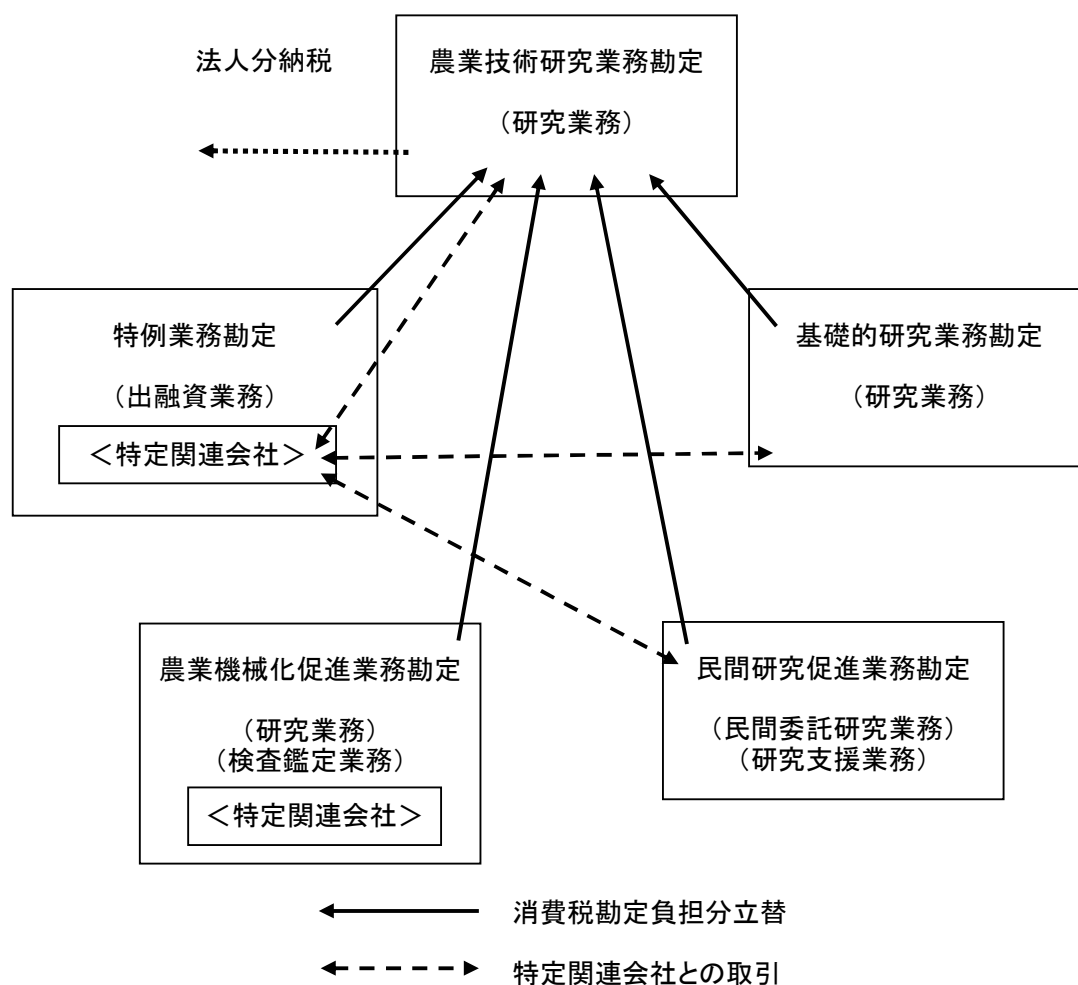 法人分納税
農業技術研究業務勘定
（研究業務）
特例業務勘定
（出融資業務）
＜特定関連会社＞
基礎的研究業務勘定
（研究業務）
農業機械化促進業務勘定
（研究業務）
（検査鑑定業務）
＜特定関連会社＞
民間研究促進業務勘定
（民間委託研究業務）
（研究支援業務）
消費税勘定負担分立替
特定関連会社との取引